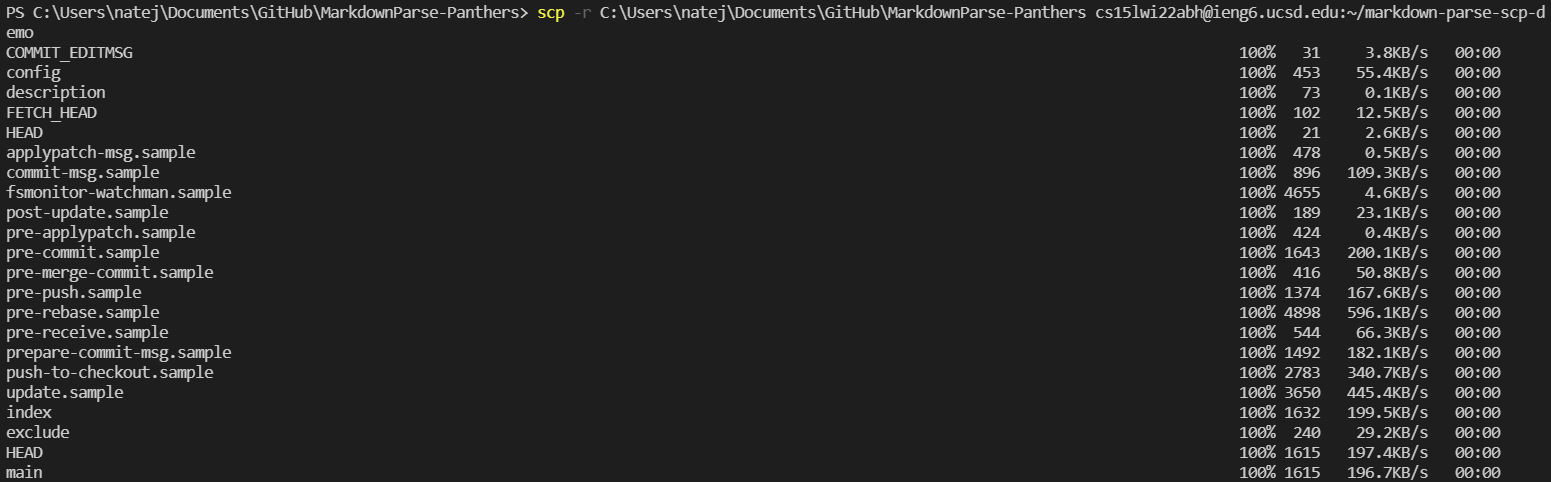 PS C:\Users\natej\Documents\GitHub\MarkdownParse-Panthers> scp -r C:\Users\natej\Documents\GitHub\MarkdownParse-Panthers cs15lwi22abh@ieng6.ucsd.edu:~/markdown-parse-scp-d
emo
COMMIT_EDITMSG 100% 31 3.8KB/s 00:00
config 100% 453 55.4KB/s 00:00
description 100% 73 0.1KB/s 00:00
FETCH_HEAD 100% 102 12.5KB/s 00:00
HEAD 100% 21 2.6KB/s 00:00
applypatch-msg.sample 100% 478 0.5KB/s 00:00
commit-msg.sample 100% 896 109.3KB/s 00:00
fsmonitor-watchman.sample 100% 4655 4.6KB/s 00:00
post-update.sample 100% 189 23.1KB/s 00:00
pre-applypatch.sample 100% 424 0.4KB/s 00:00
pre-commit.sample 100% 1643 200.1KB/s 00:00
pre-merge-commit.sample 100% 416 50.8KB/s 00:00
pre-push.sample 100% 1374 167.6KB/s 00:00
pre-rebase.sample 100% 4898 596.1KB/s 00:00
pre-receive.sample 100% 544 66.3KB/s 00:00
prepare-commit-msg.sample 100% 1492 182.1KB/s 00:00
push-to-checkout.sample 100% 2783 340.7KB/s 00:00
update.sample 100% 3650 445.4KB/s 00:00
index 100% 1632 199.5KB/s 00:00
exclude 100% 240 29.2KB/s 00:00
HEAD 100% 1615 197.4KB/s 00:00
main 100% 1615 196.7KB/s 00:00